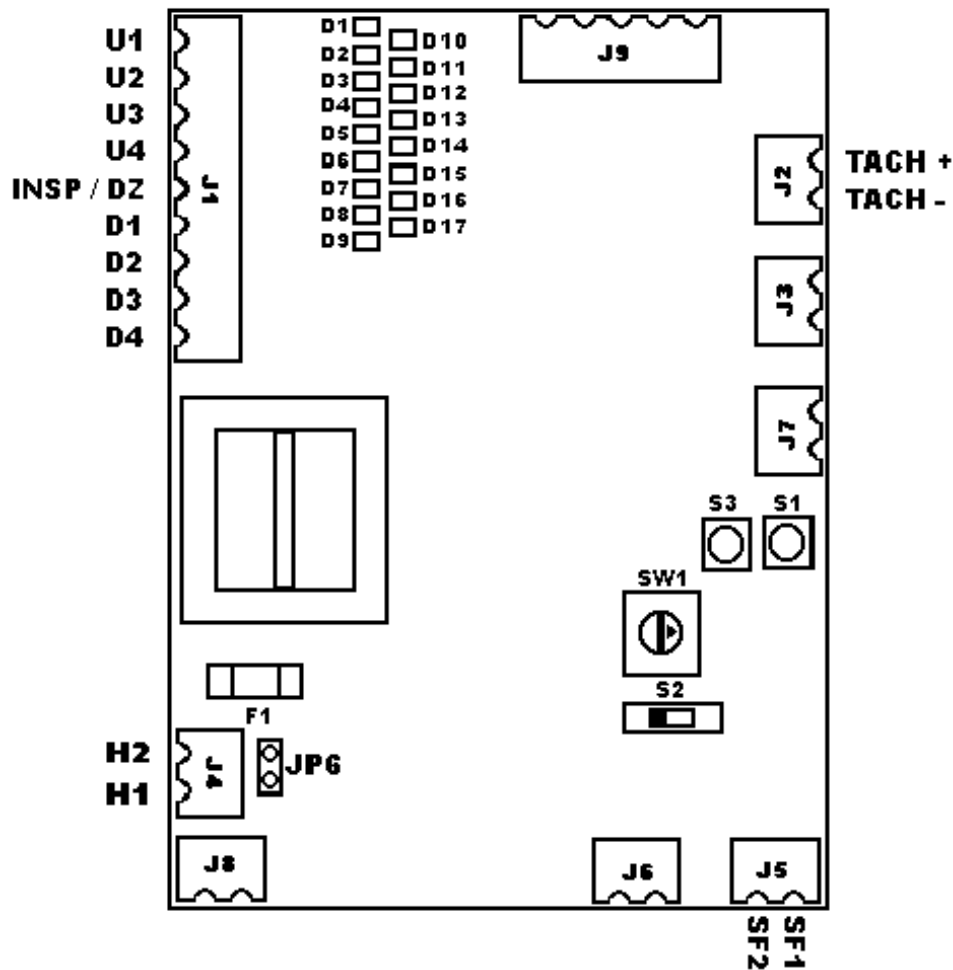 U1
U2
U3
U4
INSP / DZ
D1
D2
D3
D4
J1
D1
D2
D3
D4
D5
D6
D7
D8
D9
D10
D11
D12
D13
D14
D15
D16
D17
J9
J2
TACH +
TACH -
J3
J7
S3
S1
SW1
S2
F1
H2
H1
J4
JP6
J8
J6
J5
SF2
SF1